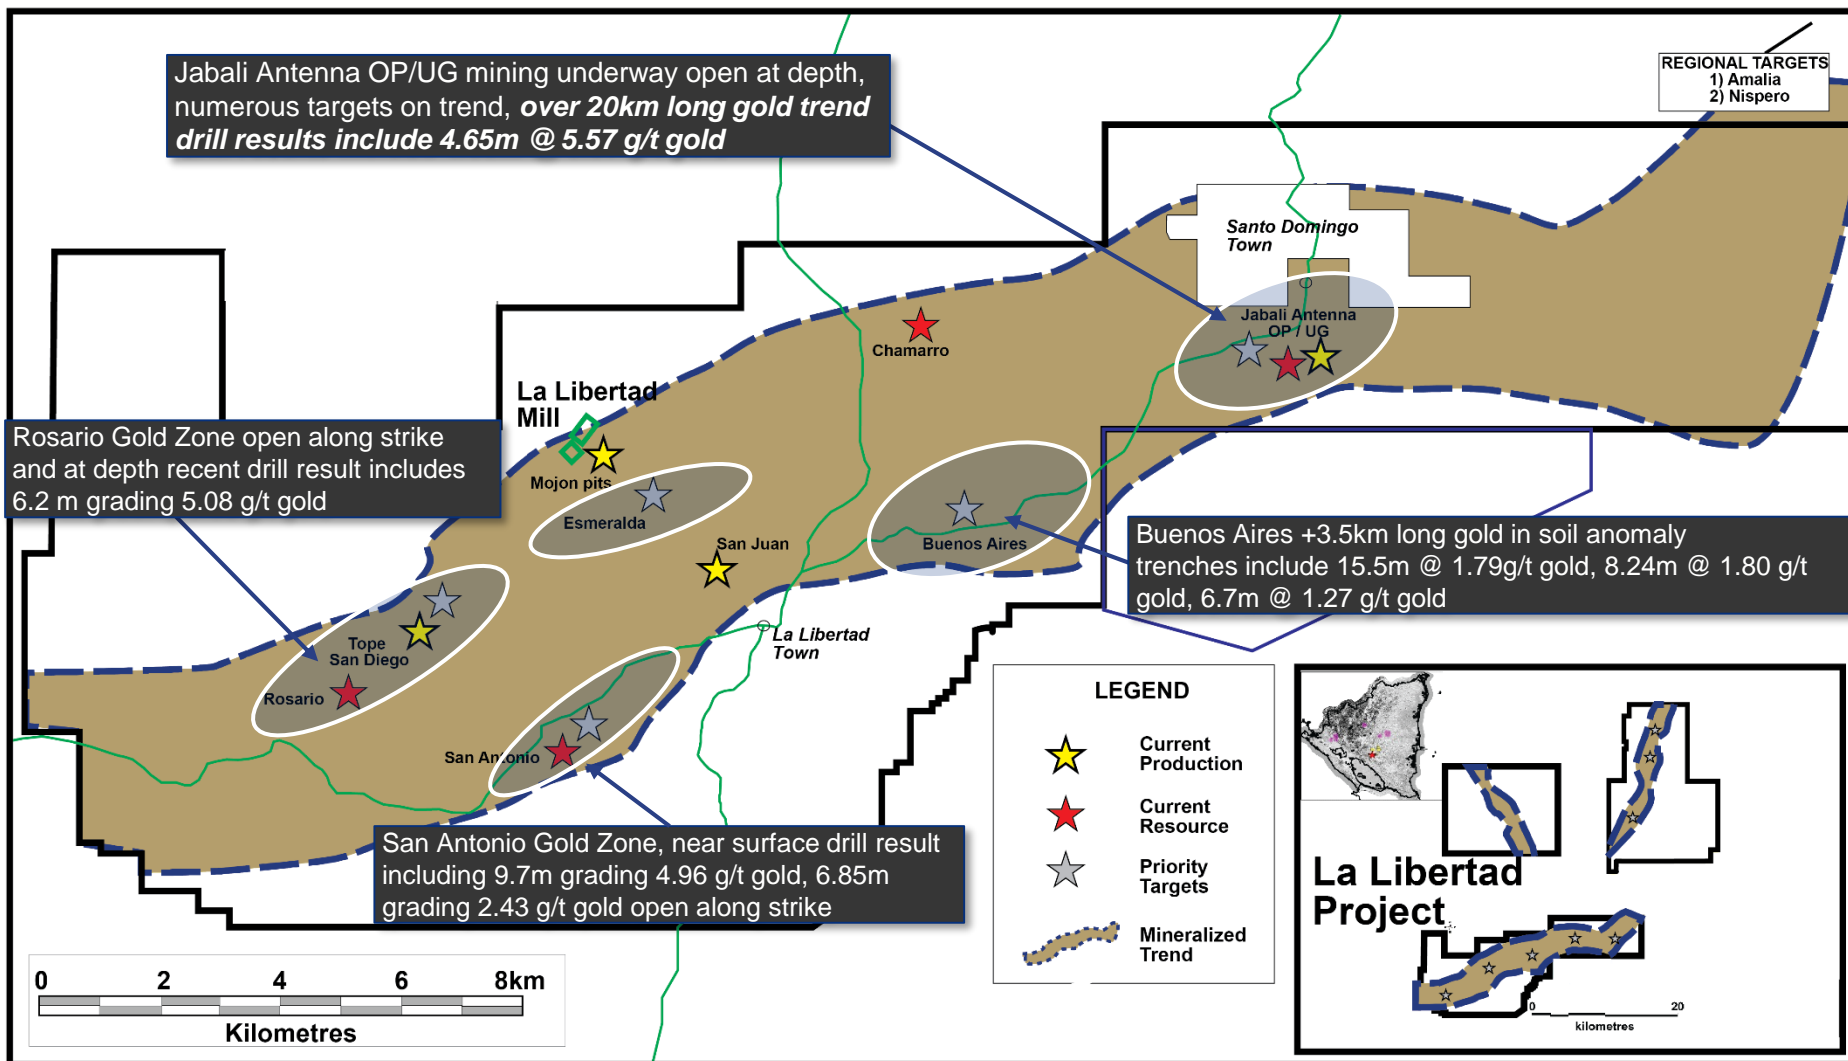 Jabali Antenna OP/UG mining underway open at depth,
numerous targets on trend, over 20km long gold trend
drill results include 4.65m @ 5.57 g/t gold
REGIONAL TARGETS
1) Amalia
2) Nispero
Santo Domingo
Town
Jabali Antenna
OP / UG
Chamarro
La Libertad
Mill
Mojon pits
Rosario Gold Zone open along strike
and at depth recent drill result includes
6.2 m grading 5.08 g/t gold
Esmeralda
San Juan
Buenos Aires
Buenos Aires +3.5km long gold in soil anomaly
trenches include 15.5m @ 1.79g/t gold, 8.24m @ 1.80 g/t
gold, 6.7m @ 1.27 g/t gold
Tope
San Diego
Rosario
La Libertad
Town
San Antonio
San Antonio Gold Zone, near surface drill result
including 9.7m grading 4.96 g/t gold, 6.85m
grading 2.43 g/t gold open along strike
LEGEND
Current
Production
Current
Resource
Priority
Targets
Mineralized
Trend
La Libertad
Project
0 20
kilometres
0 2 4 6 8km
Kilometres